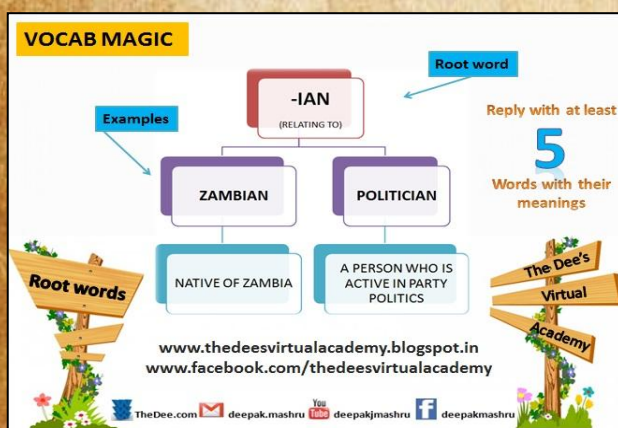 VOCAB MAGIC
Root word
-IAN
(RELATING TO)
Examples
Reply with at least
5
Words with their
meanings
ZAMBIAN
POLITICIAN
NATIVE OF ZAMBIA
A PERSON WHO IS
ACTIVE IN PARTY
POLITICS
Root words
The Dee's
Virtual
Academy
www.thedeesvirtualacademy.blogspot.in
www.facebook.com/thedeesvirtualacademy
TheDee.com deepak.mashru You Tube deepakjmashru f deepakmashru